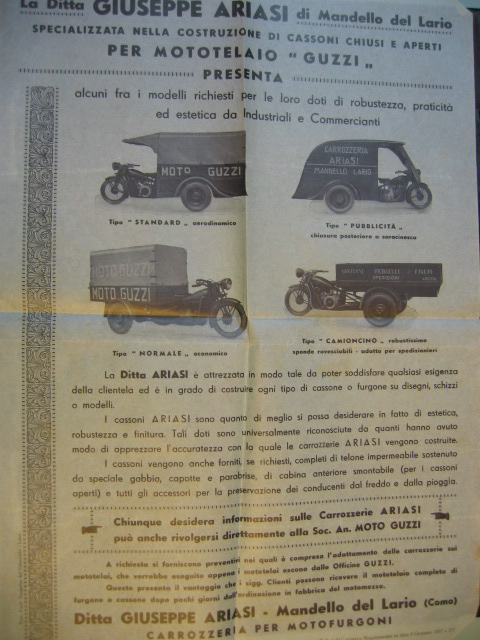 La Ditta GIUSEPPE ARIASI di Mandello del Lario
SPECIALIZZATA NELLA COSTRUZIONE DI CASSONI CHIUSI E APERTI
PER MOTOTELAIO "GUZZI„
PRESENTA
alcuni fra i modelli richiesti per le loro doti di robustezza, praticità
ed estetica da Industriali e Commercianti
MOTO GUZZI
Tipo "STANDARD„ aerodinamico
CARROZZERIA
ARIASI
MANDELLO LARIO
Tipo "PUBBLICITÀ„
chiusura posteriore a saracinesca
MOTO GUZZI
MOTO GUZZI
Tipo "NORMALE„ economico
Tipo "CAMIONCINO„ robustissimo
sponde rovesciabili - adatto per spedizionieri
La Ditta ARIASI è attrezzata in modo tale da poter soddisfare qualsiasi esigenza
della clientela ed è in grado di costruire ogni tipo di cassone o furgone su disegni, schizzi
o modelli.
I cassoni ARIASI sono quanto di meglio si possa desiderare in fatto di estetica,
robustezza e finitura. Tali doti sono universalmente riconosciute da quanti hanno avuto
modo di apprezzare l'accuratezza con la quale le carrozzerie ARIASI vengono costruite.
I cassoni vengono anche forniti, se richiesti, completi di telone impermeabile sostenuto
da speciale gabbia, capotte e parabrise, di cabina anteriore smontabile (per i cassoni
aperti) e tutti gli accessori per la preservazione dei conducenti dal freddo e dalla pioggia.
Chiunque desidera informazioni sulle Carrozzerie ARIASI
può anche rivolgersi direttamente alla Soc. An. MOTO GUZZI
A richiesta si forniscono preventivi nei quali è compreso l'adattamento delle carrozzerie sui
mototelai, che verrebbe eseguito appena i mototelai escono dalle Officine GUZZI.
Questo presenta il vantaggio che i sigg. Clienti possono ricevere il mototelaio completo di
furgone o cassone dopo pochi giorni dall'ordinazione in fabbrica del motomezzo.
Ditta GIUSEPPE ARIASI - Mandello del Lario (Como)
CARROZZERIA PER MOTOFURGONI